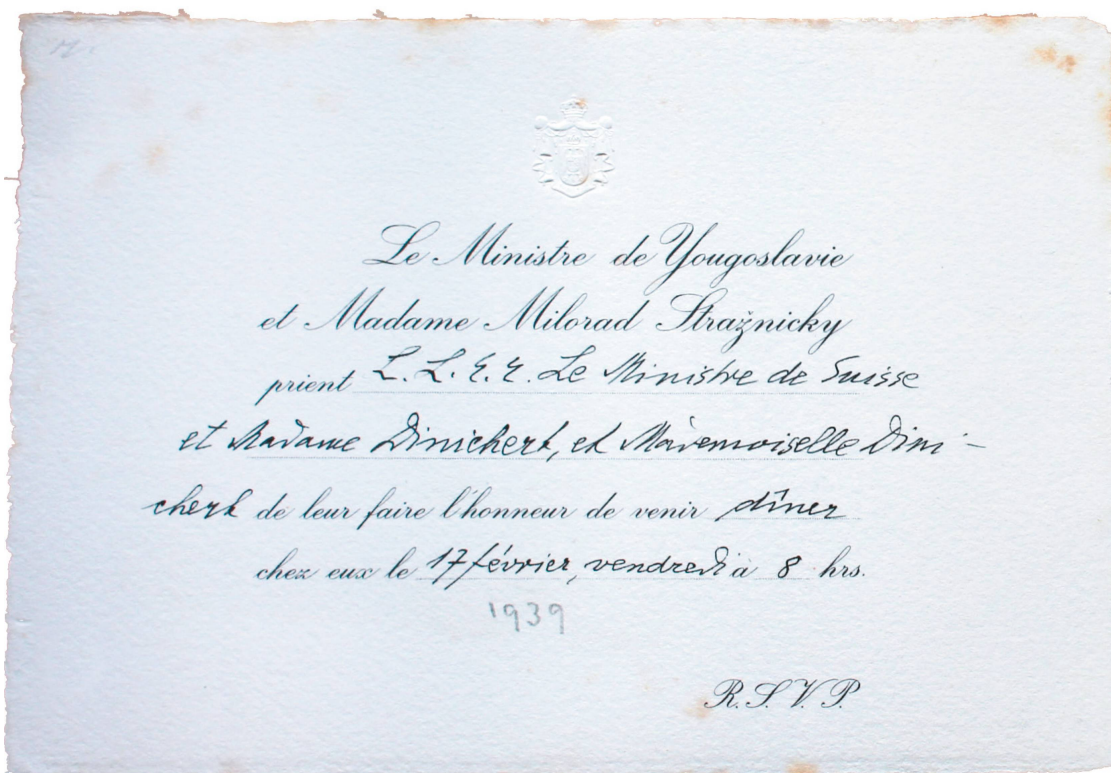 Le Ministre de Yougoslavie
et Madame Milorad Stražnicky
prient L.L.E.E. Le Ministre de Suisse
et Madame Dinichert, et Mademoiselle Dini-
chert de leur faire l'honneur de venir dîner
chez eux le 17 février, vendredi à 8 hrs.
1939
R.S.V.P.